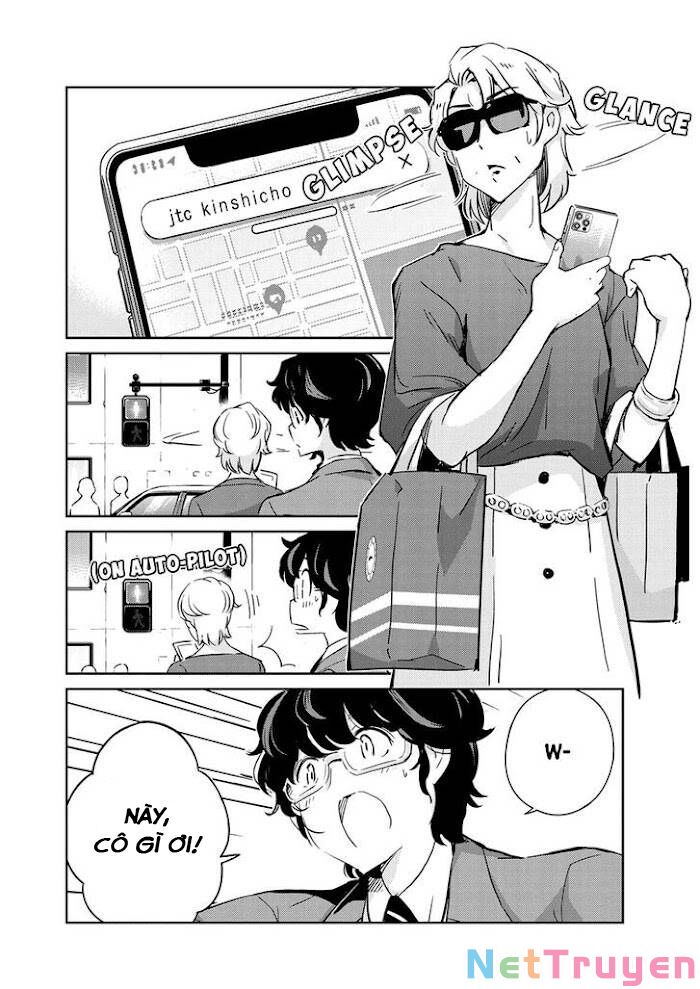 GLANCE
GLIMPSE
jtc kinshicho
×
(ON AUTO-PILOT)
W-
NÀY,
CÔ GÌ ƠI!
NetTruyen